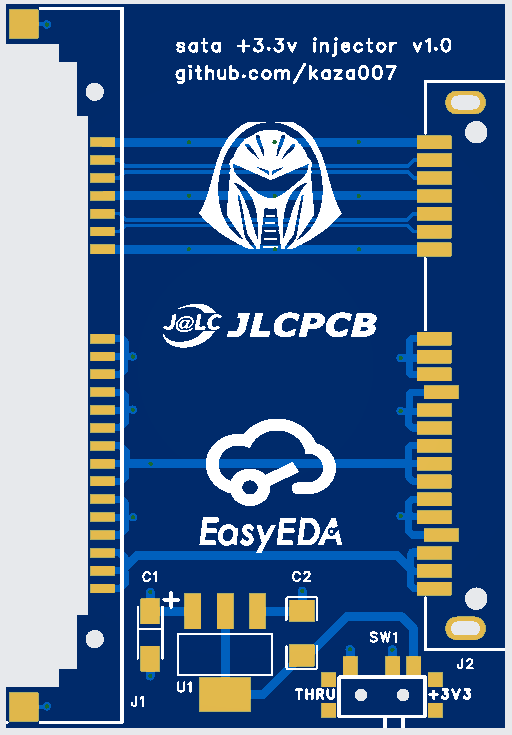 sata +3.3v injector v1.0
github.com/kaza007
J@LC JLCPCB
EasyEDA
C1
C2
+
SW1
J2
U1
J1
THRU
+3V3